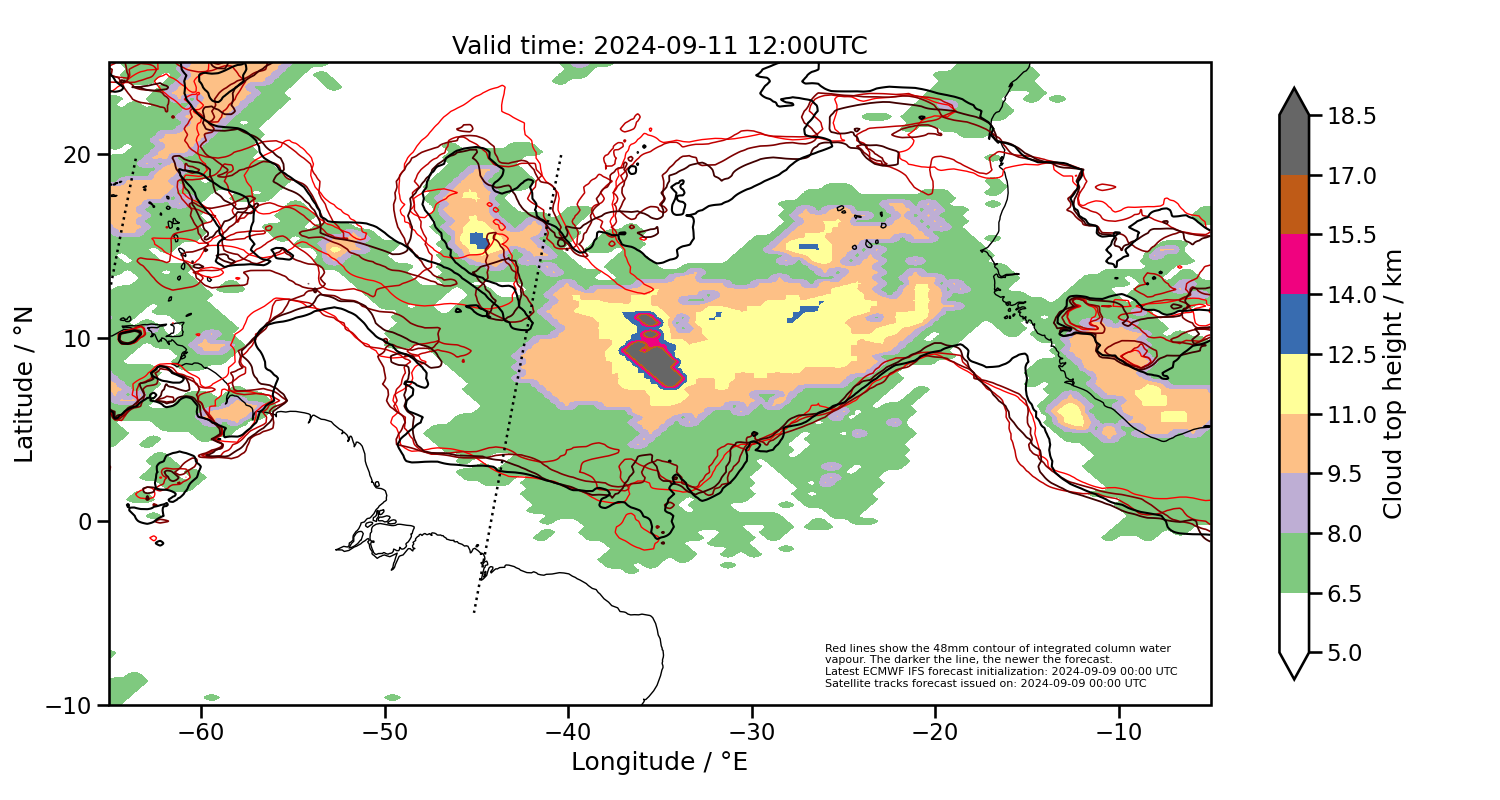 Valid time: 2024-09-11 12:00UTC
Latitude / °N
20
10
0
−10
−60
−50
−40
−30
−20
−10
Longitude / °E
Red lines show the 48mm contour of integrated column water
vapour. The darker the line, the newer the forecast.
Latest ECMWF IFS forecast initialization: 2024-09-09 00:00 UTC
Satellite tracks forecast issued on: 2024-09-09 00:00 UTC
18.5
17.0
15.5
14.0
12.5
11.0
9.5
8.0
6.5
5.0
Cloud top height / km